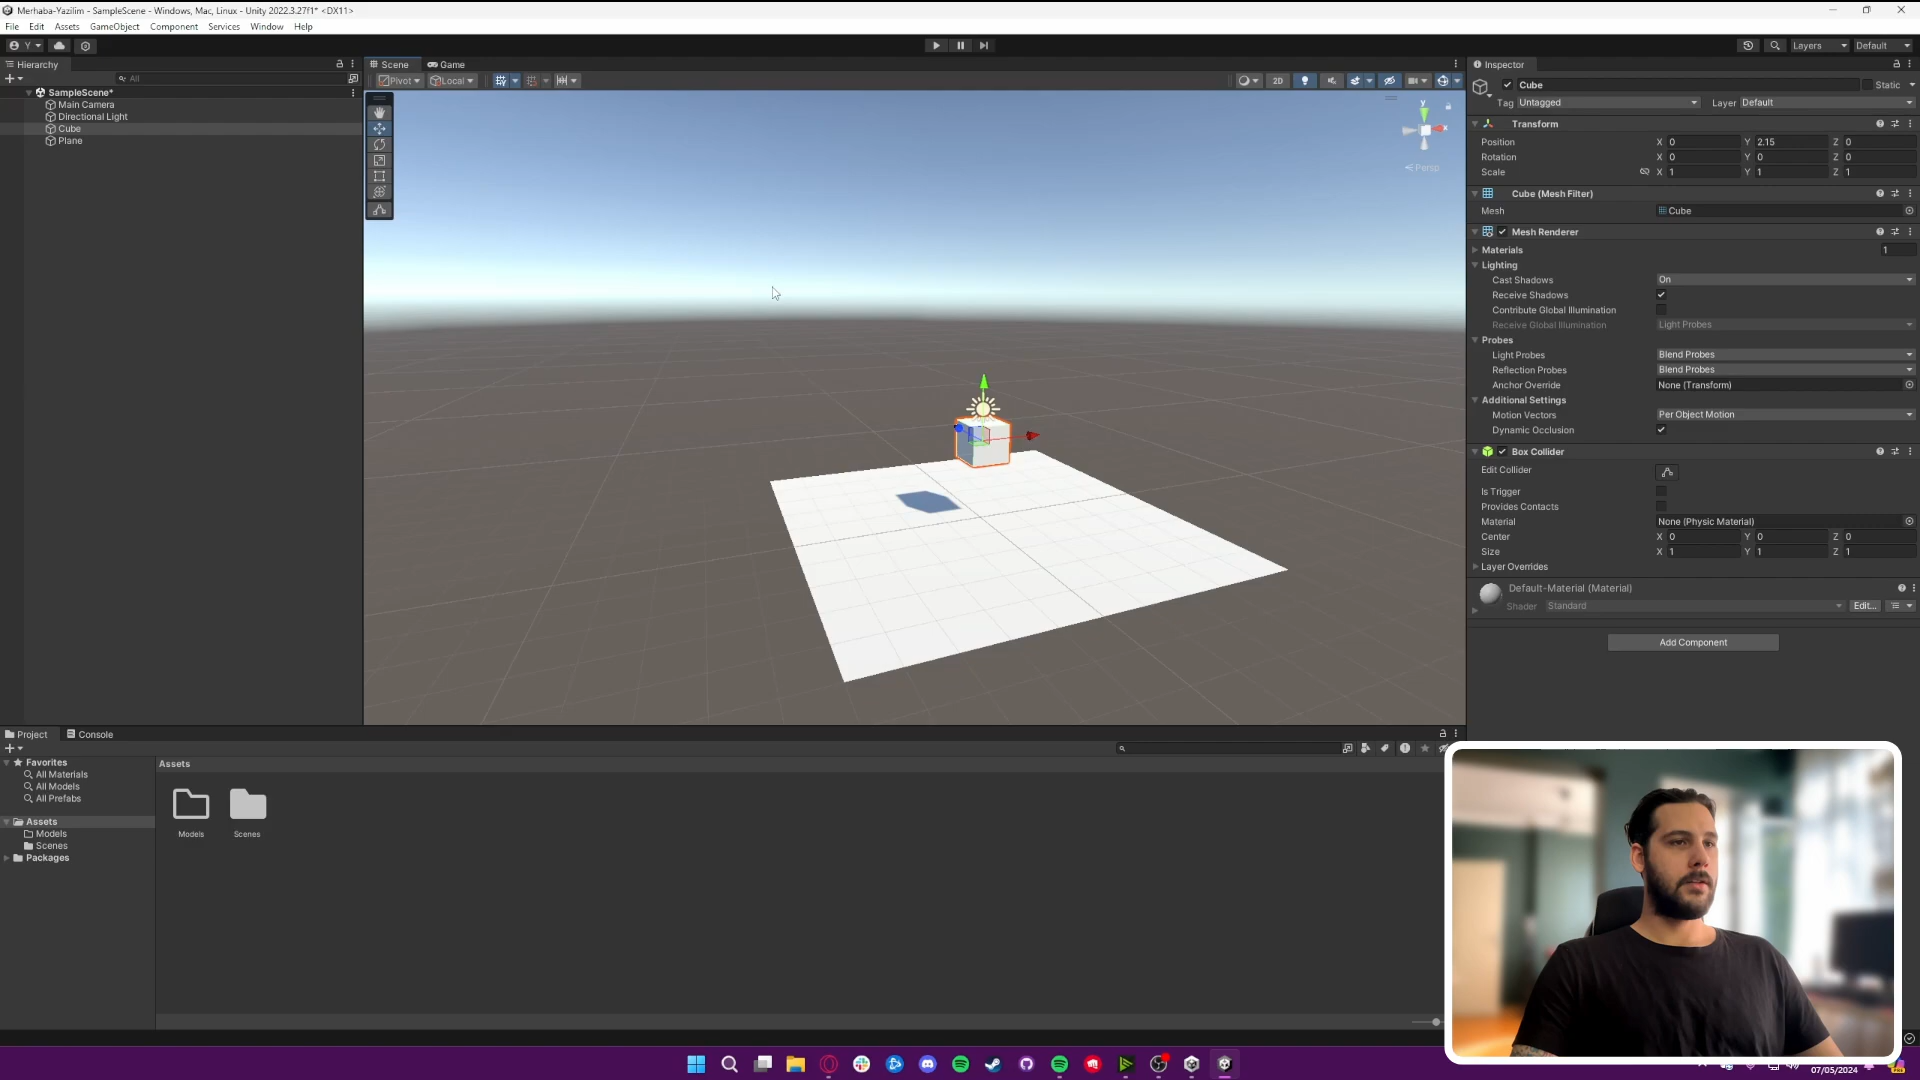 Merhaba-Yazilim - SampleScene - Windows, Mac, Linux - Unity 2022.3.27f1* <DX11>
File Edit Assets GameObject Component Services Window Help
Y Layers Default
Hierarchy Scene Game Inspector
All Pivot Local 2D
SampleScene*
Main Camera
Directional Light
Cube
Plane
y
x
Persp
Cube Static
Tag Untagged Layer Default
Transform
Position X 0 Y 2.15 Z 0
Rotation X 0 Y 0 Z 0
Scale X 1 Y 1 Z 1
Cube (Mesh Filter)
Mesh Cube
Mesh Renderer
Materials 1
Lighting
Cast Shadows On
Receive Shadows
Contribute Global Illumination
Receive Global Illumination Light Probes
Probes
Light Probes Blend Probes
Reflection Probes Blend Probes
Anchor Override None (Transform)
Additional Settings
Motion Vectors Per Object Motion
Dynamic Occlusion
Box Collider
Edit Collider
Is Trigger
Provides Contacts
Material None (Physic Material)
Center X 0 Y 0 Z 0
Size X 1 Y 1 Z 1
Layer Overrides
Default-Material (Material)
Shader Standard Edit...
Add Component
Project Console
Favorites
All Materials
All Models
All Prefabs
Assets
Models
Scenes
Packages
Assets
Models Scenes
07/05/2024